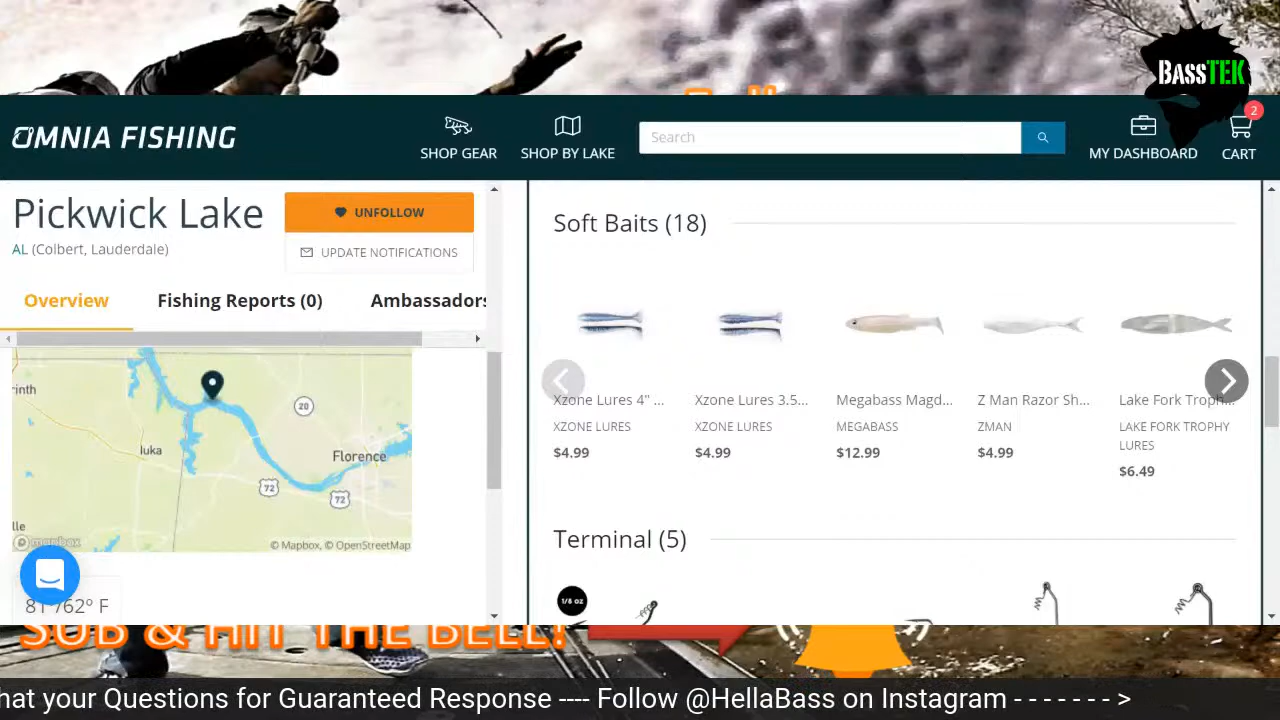 BASSTEK
OMNIA FISHING
SHOP GEAR
SHOP BY LAKE
Search
MY DASHBOARD
2
CART
Pickwick Lake
UNFOLLOW
AL (Colbert, Lauderdale)
UPDATE NOTIFICATIONS
Overview
Fishing Reports (0)
Ambassadors
rinth
20
Iuka
Florence
72
72
lle
mapbox
© Mapbox, © OpenStreetMap
Soft Baits (18)
Xzone Lures 4" ...
XZONE LURES
$4.99
Xzone Lures 3.5...
XZONE LURES
$4.99
Megabass Magd...
MEGABASS
$12.99
Z Man Razor Sh...
ZMAN
$4.99
Lake Fork Troph...
LAKE FORK TROPHY
LURES
$6.49
Terminal (5)
1/8 oz
SUB & HIT THE BELL!
hat your Questions for Guaranteed Response ---- Follow @HellaBass on Instagram - - - - - - - >